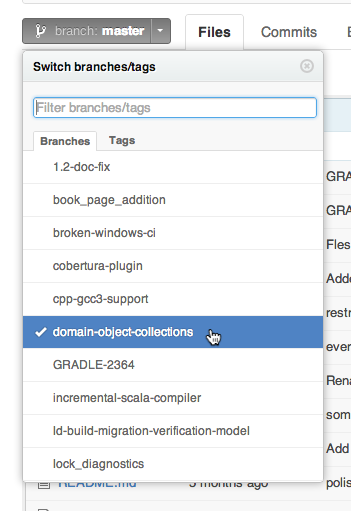 branch: master
Files
Commits
Switch branches/tags
Filter branches/tags
Branches
Tags
1.2-doc-fix
book_page_addition
broken-windows-ci
cobertura-plugin
cpp-gcc3-support
domain-object-collections
GRADLE-2364
incremental-scala-compiler
ld-build-migration-verification-model
lock_diagnostics
GRA
GRA
Fles
Adde
restr
ever
Rena
som
Add
README.md
5 months ago
polis